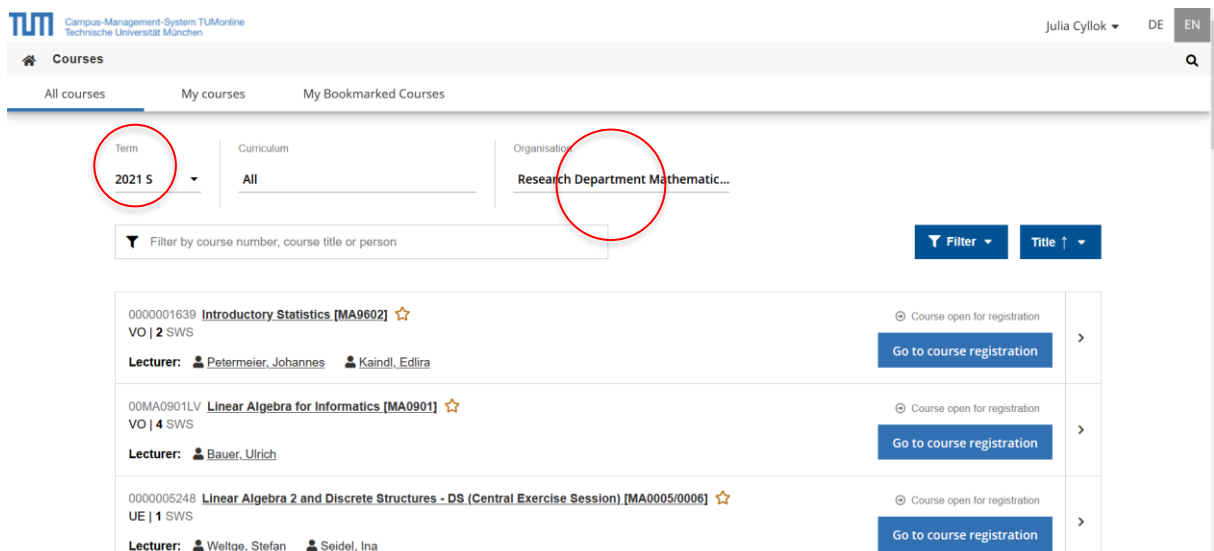 TUM Campus-Management-System TUMonline
Technische Universität München
Julia Cyllok DE EN
Courses
All courses My courses My Bookmarked Courses
Term Curriculum Organisation
2021 S All Research Department Mathematic...
Filter by course number, course title or person
Filter Title ↑
0000001639 Introductory Statistics [MA9602]
Course open for registration
VO | 2 SWS
Go to course registration
Lecturer: Petermeier, Johannes Kaindl, Edlira
00MA0901LV Linear Algebra for Informatics [MA0901]
Course open for registration
VO | 4 SWS
Go to course registration
Lecturer: Bauer, Ulrich
0000005248 Linear Algebra 2 and Discrete Structures - DS (Central Exercise Session) [MA0005/0006]
Course open for registration
UE | 1 SWS
Go to course registration
Lecturer: Weltge, Stefan Seidel, Ina